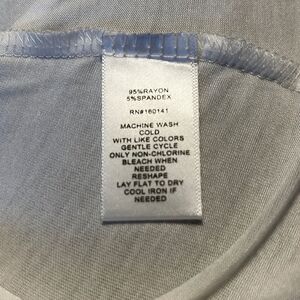 95%RAYON
5%SPANDEX
RN#160141
MACHINE WASH
COLD
WITH LIKE COLORS
GENTLE CYCLE
ONLY NON-CHLORINE
BLEACH WHEN
NEEDED
RESHAPE
LAY FLAT TO DRY
COOL IRON IF
NEEDED